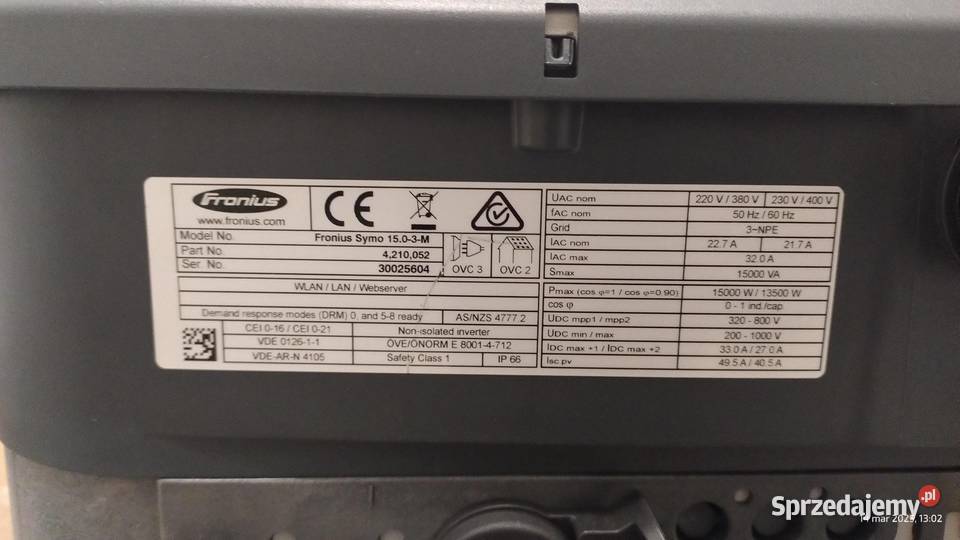 Fronius
www.fronius.com
CE
Model No. Fronius Symo 15.0-3-M
Part No. 4,210,052
Ser. No. 30025604
OVC 3 OVC 2
WLAN / LAN / Webserver
Demand response modes (DRM) 0, and 5-8 ready AS/NZS 4777.2
CEI 0-16 / CEI 0-21 Non-isolated inverter
VDE 0126-1-1 ÖVE/ÖNORM E 8001-4-712
VDE-AR-N 4105 Safety Class 1 IP 66
UAC nom 220 V / 380 V 230 V / 400 V
fAC nom 50 Hz / 60 Hz
Grid 3~NPE
IAC nom 22.7 A 21.7 A
IAC max 32.0 A
Smax 15000 VA
Pmax (cos φ=1 / cos φ=0.90) 15000 W / 13500 W
cos φ 0 - 1 ind./cap
UDC mpp1 / mpp2 320 - 800 V
UDC min / max 200 - 1000 V
IDC max *1 / IDC max *2 33.0 A / 27.0 A
Isc pv 49.5 A / 40.5 A
Sprzedajemy.pl
mar 2025, 13:02